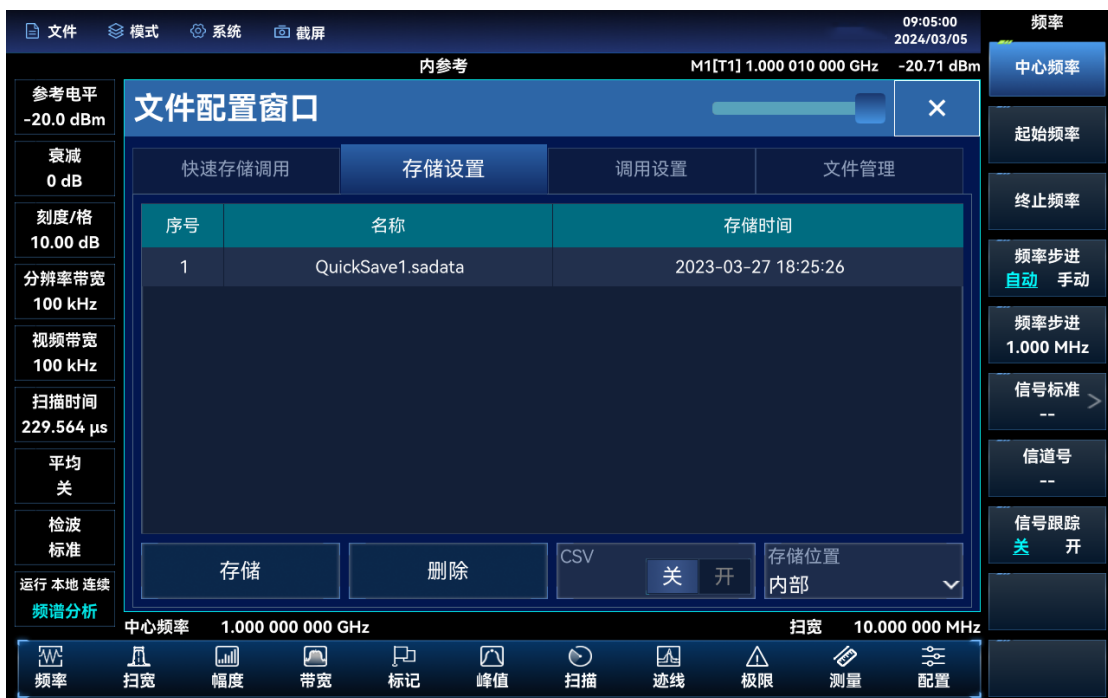 文件 模式 系统 截屏
09:05:00
2024/03/05
内参考 M1[T1] 1.000 010 000 GHz -20.71 dBm
参考电平
-20.0 dBm
衰减
0 dB
刻度/格
10.00 dB
分辨率带宽
100 kHz
视频带宽
100 kHz
扫描时间
229.564 μs
平均
关
检波
标准
运行 本地 连续
频谱分析
文件配置窗口
快速存储调用 存储设置 调用设置 文件管理
序号 名称 存储时间
1 QuickSave1.sadata 2023-03-27 18:25:26
存储 删除
CSV
关 开
存储位置
内部
中心频率 1.000 000 000 GHz 扫宽 10.000 000 MHz
频率
中心频率
起始频率
终止频率
频率步进
自动 手动
频率步进
1.000 MHz
信号标准 >
--
信道号
--
信号跟踪
关 开
频率 扫宽 幅度 带宽 标记 峰值 扫描 迹线 极限 测量 配置